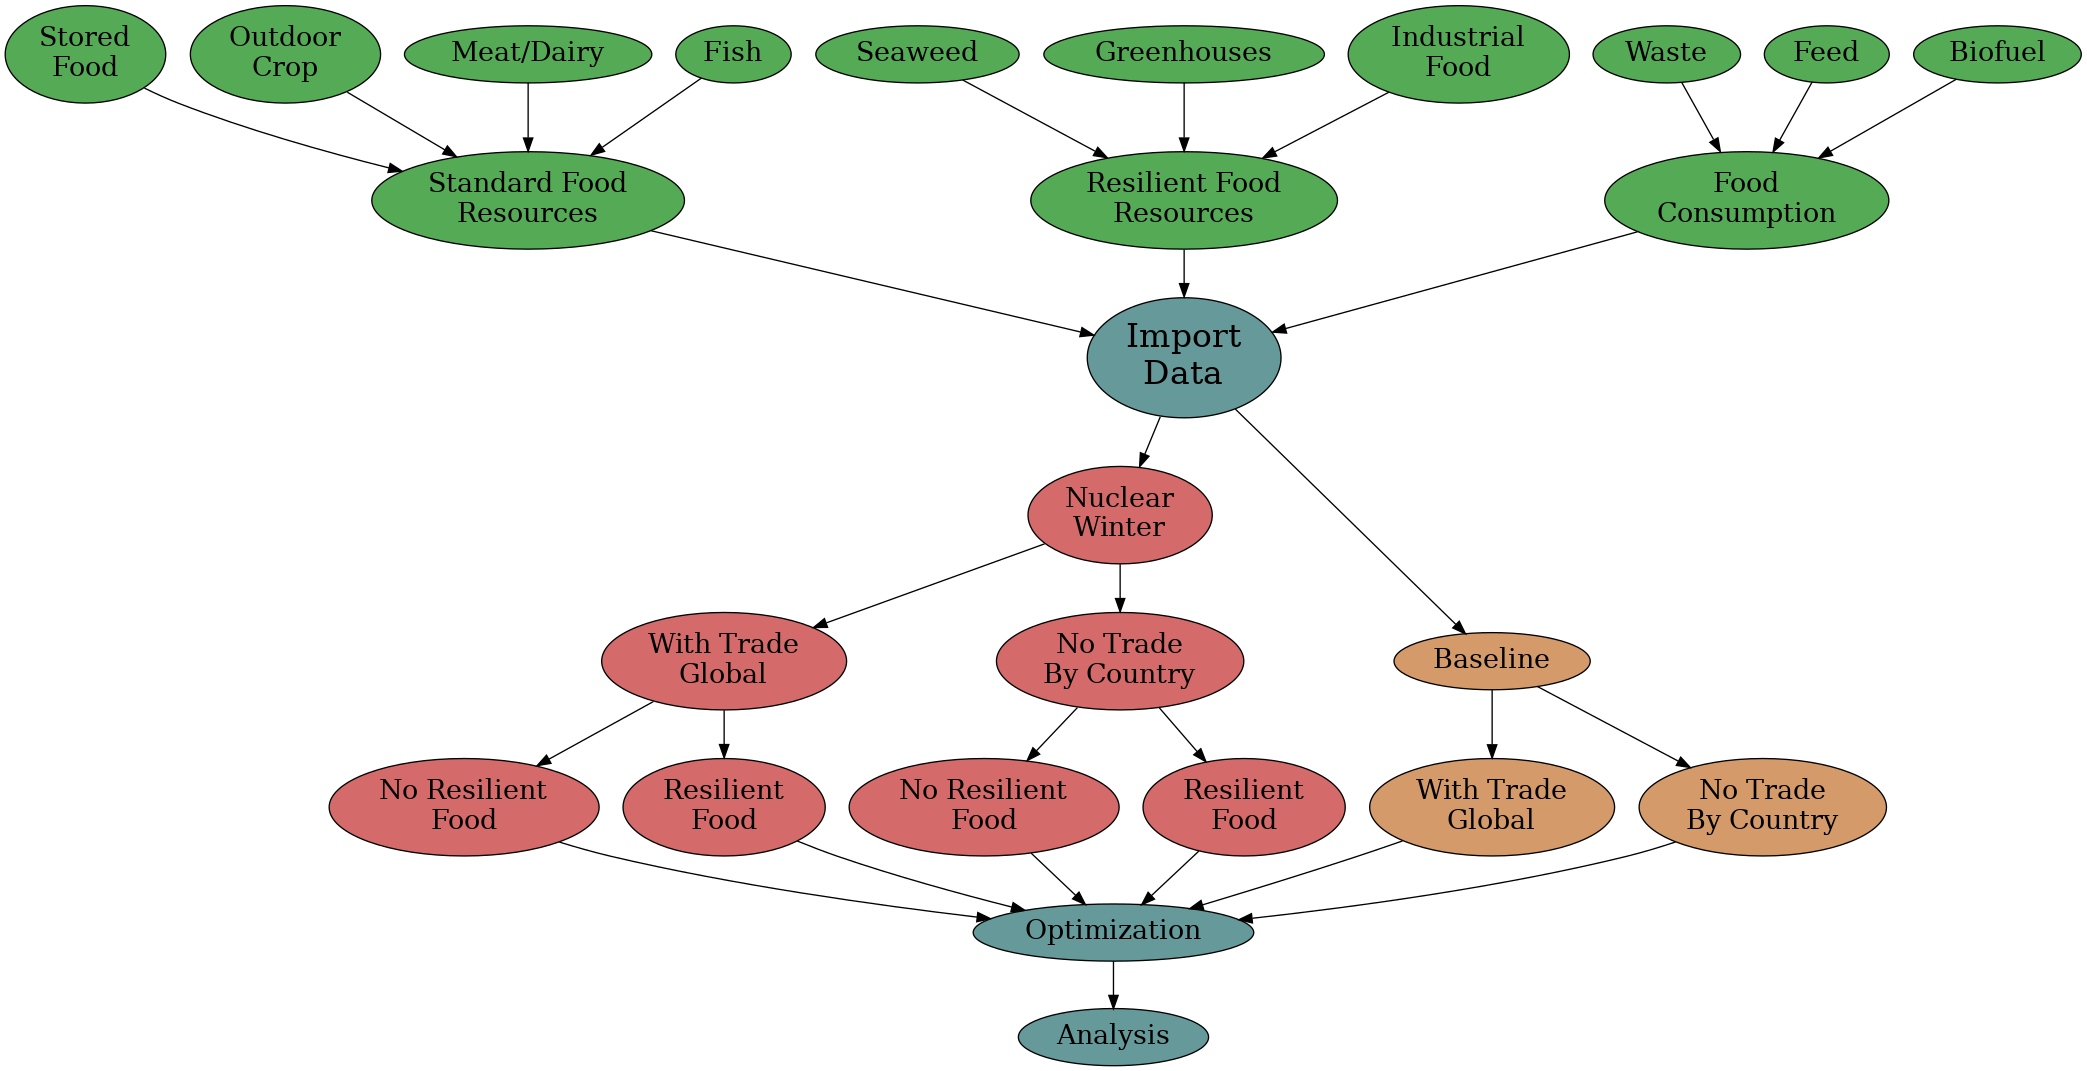 Stored
Food
Outdoor
Crop
Meat/Dairy
Fish
Seaweed
Greenhouses
Industrial
Food
Waste
Feed
Biofuel
Standard Food
Resources
Resilient Food
Resources
Food
Consumption
Import
Data
Nuclear
Winter
With Trade
Global
No Trade
By Country
Baseline
No Resilient
Food
Resilient
Food
No Resilient
Food
Resilient
Food
With Trade
Global
No Trade
By Country
Optimization
Analysis